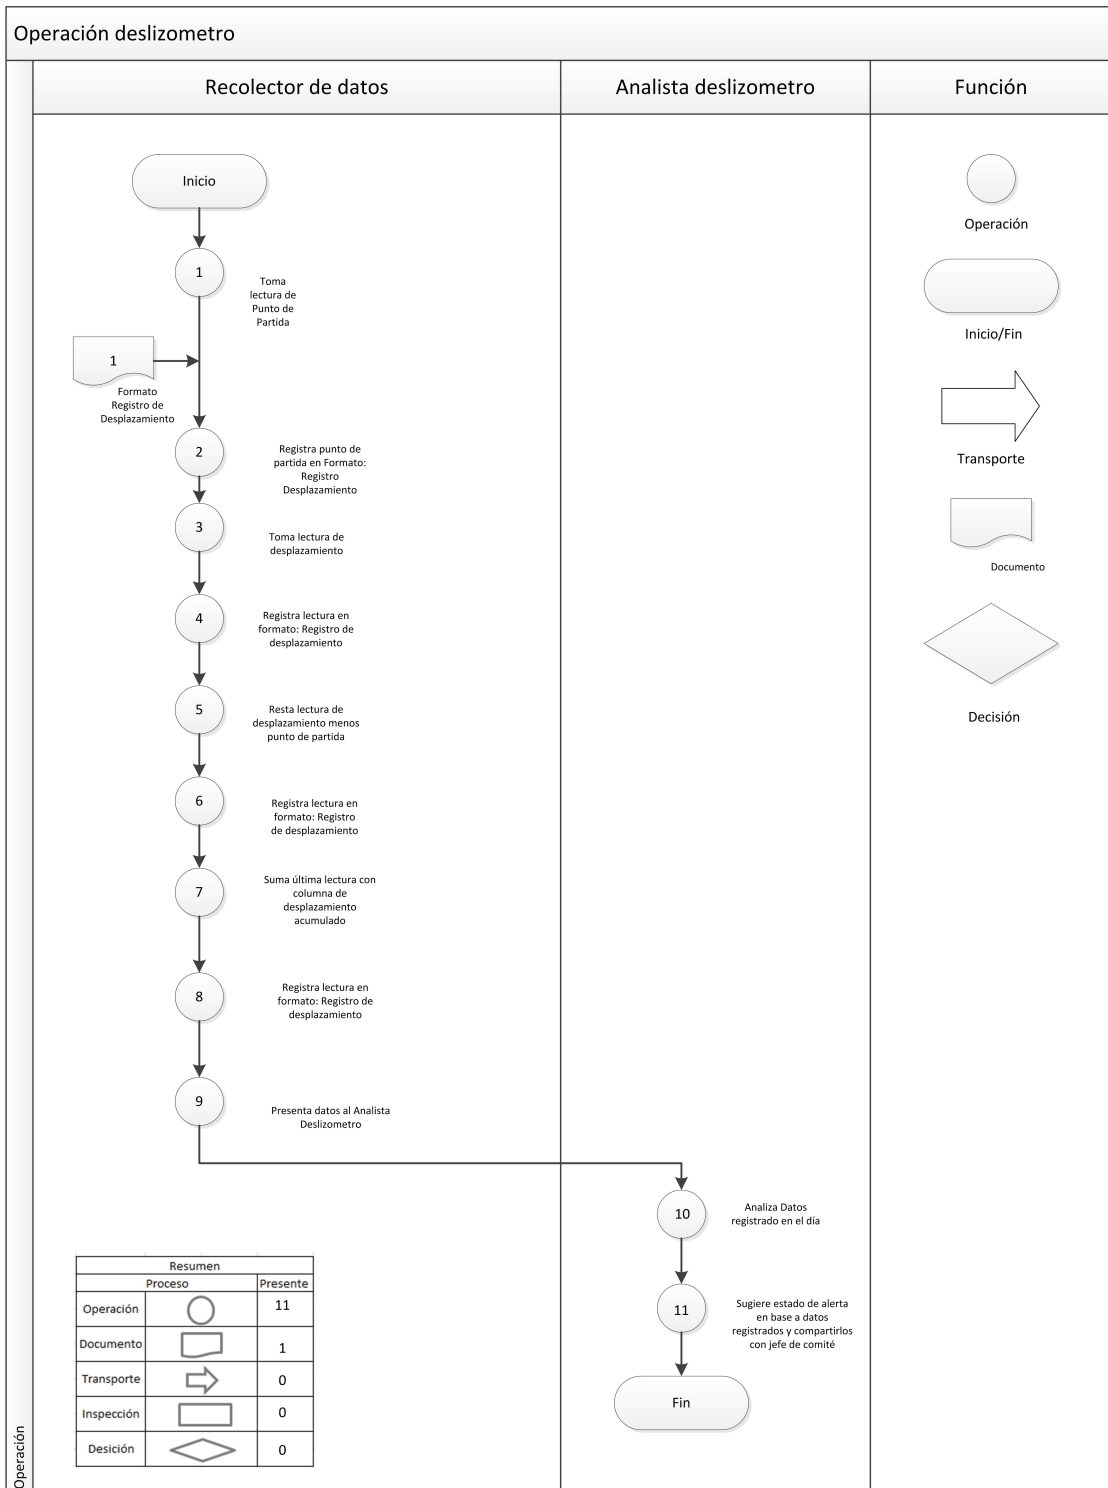 Operación deslizometro
Recolector de datos
Analista deslizometro
Función
Inicio
1
Toma
lectura de
Punto de
Partida
1
Formato
Registro de
Desplazamiento
2
Registra punto de
partida en Formato:
Registro
Desplazamiento
3
Toma lectura de
desplazamiento
4
Registra lectura en
formato: Registro de
desplazamiento
5
Resta lectura de
desplazamiento menos
punto de partida
6
Registra lectura en
formato: Registro
de desplazamiento
7
Suma última lectura con
columna de
desplazamiento
acumulado
8
Registra lectura en
formato: Registro de
desplazamiento
9
Presenta datos al Analista
Deslizometro
10
Analiza Datos
registrado en el día
11
Sugiere estado de alerta
en base a datos
registrados y compartirlos
con jefe de comité
Fin
Operación
Inicio/Fin
Transporte
Documento
Decisión
Resumen
Proceso Presente
Operación 11
Documento 1
Transporte 0
Inspección 0
Desición 0
Operación